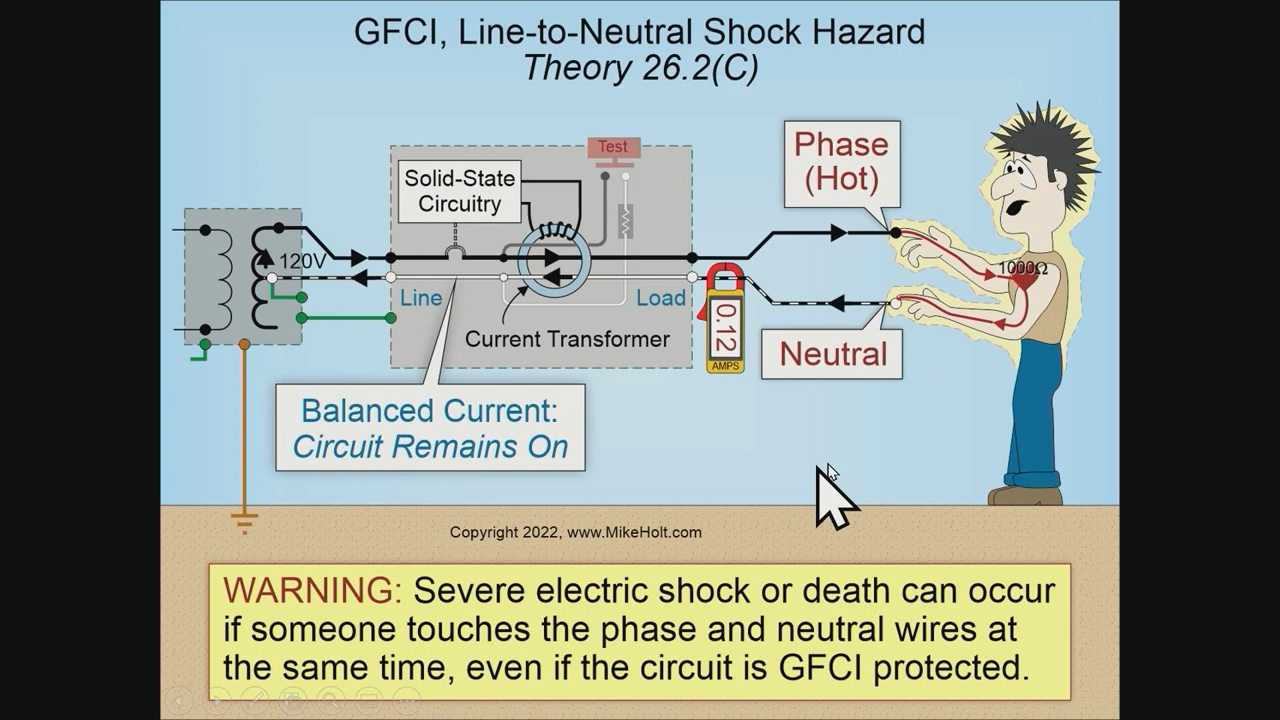 GFCI, Line-to-Neutral Shock Hazard
Theory 26.2(C)
Phase
(Hot)
Test
Solid-State
Circuitry
120V
1000Ω
Line
Load
0.12
AMPS
Current Transformer
Neutral
Balanced Current:
Circuit Remains On
Copyright 2022, www.MikeHolt.com
WARNING: Severe electric shock or death can occur
if someone touches the phase and neutral wires at
the same time, even if the circuit is GFCI protected.